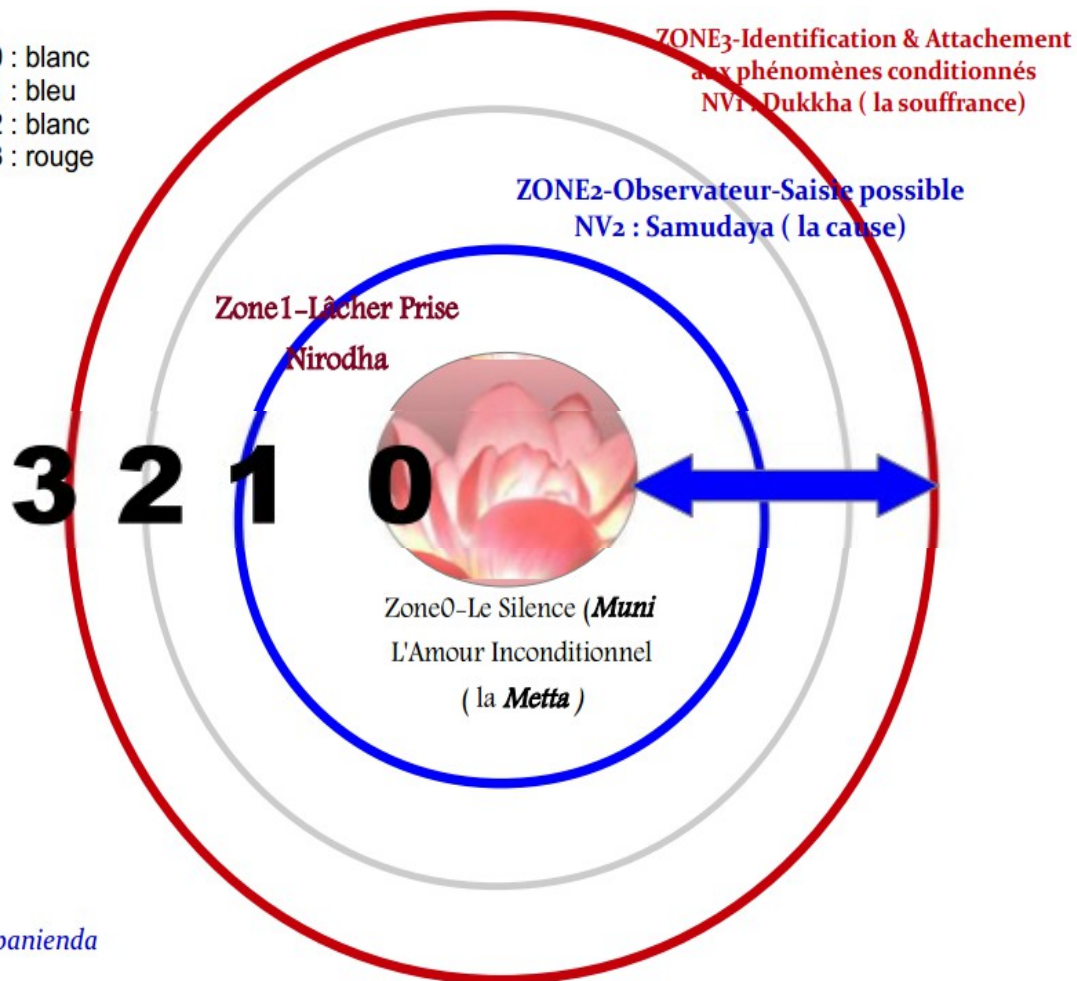 : blanc
: bleu
: blanc
: rouge
ZONE3-Identification & Attachement
aux phénomènes conditionnés
NV1 : Dukkha ( la souffrance)
ZONE2-Observateur-Saisie possible
NV2 : Samudaya ( la cause)
Zone1-Lâcher Prise
Nirodha
3 2 1 0
Zone0-Le Silence (Muni
L'Amour Inconditionnel
( la Metta )